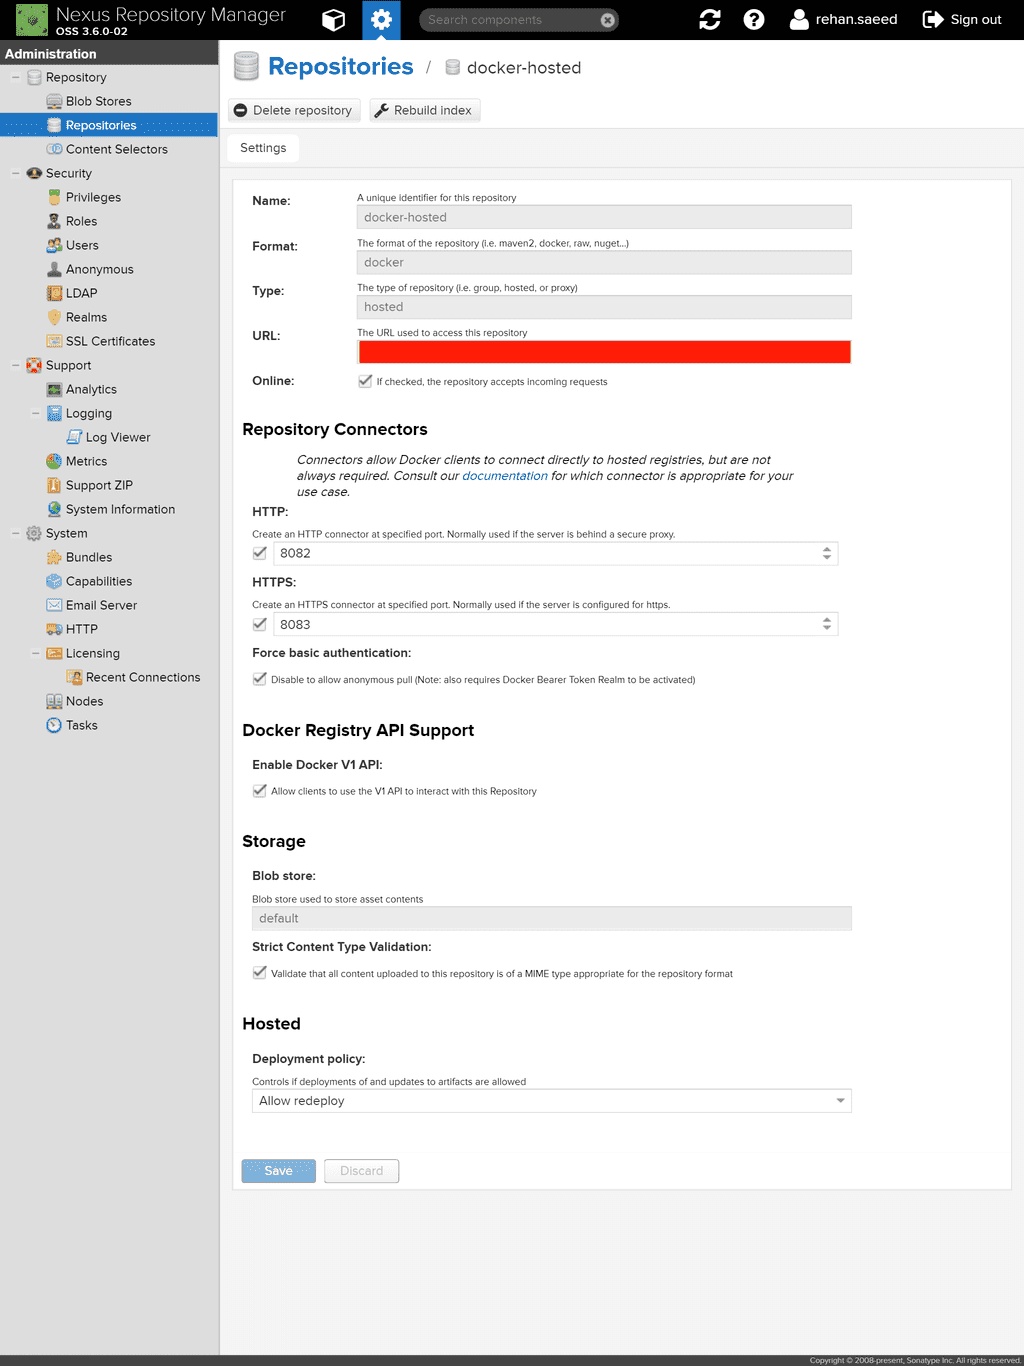 Nexus Repository Manager
OSS 3.6.0-02
Search components
rehan.saeed
Sign out
Administration
Repository
Blob Stores
Repositories
Content Selectors
Security
Privileges
Roles
Users
Anonymous
LDAP
Realms
SSL Certificates
Support
Analytics
Logging
Log Viewer
Metrics
Support ZIP
System Information
System
Bundles
Capabilities
Email Server
HTTP
Licensing
Recent Connections
Nodes
Tasks
Repositories / docker-hosted
Delete repository
Rebuild index
Settings
Name:
A unique identifier for this repository
docker-hosted
Format:
The format of the repository (i.e. maven2, docker, raw, nuget...)
docker
Type:
The type of repository (i.e. group, hosted, or proxy)
hosted
URL:
The URL used to access this repository
Online:
If checked, the repository accepts incoming requests
Repository Connectors
Connectors allow Docker clients to connect directly to hosted registries, but are not
always required. Consult our documentation for which connector is appropriate for your
use case.
HTTP:
Create an HTTP connector at specified port. Normally used if the server is behind a secure proxy.
8082
HTTPS:
Create an HTTPS connector at specified port. Normally used if the server is configured for https.
8083
Force basic authentication:
Disable to allow anonymous pull (Note: also requires Docker Bearer Token Realm to be activated)
Docker Registry API Support
Enable Docker V1 API:
Allow clients to use the V1 API to interact with this Repository
Storage
Blob store:
Blob store used to store asset contents
default
Strict Content Type Validation:
Validate that all content uploaded to this repository is of a MIME type appropriate for the repository format
Hosted
Deployment policy:
Controls if deployments of and updates to artifacts are allowed
Allow redeploy
Save
Discard
Copyright © 2008-present, Sonatype Inc. All rights reserved.